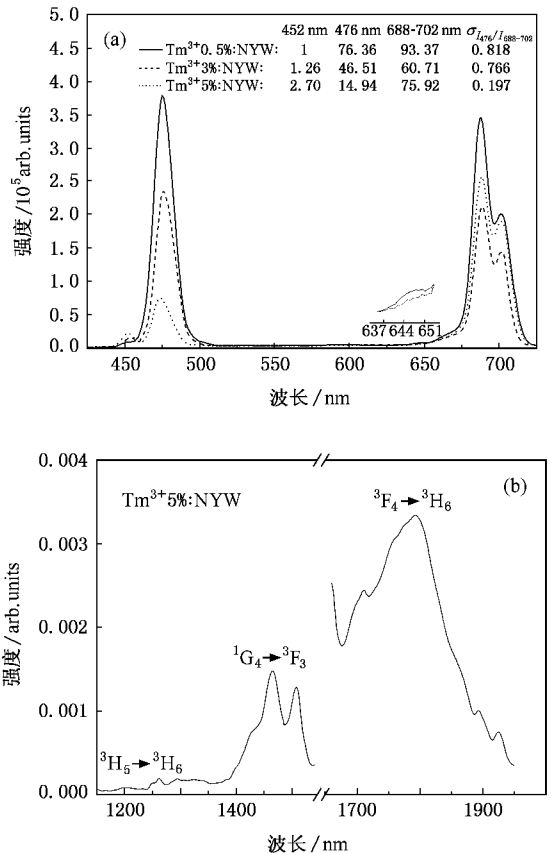 (a)
452 nm 476 nm 688-702 nm σ_{I_{476}/I_{688-702}}
Tm³⁺0.5%:NYW: 1 76.36 93.37 0.818
Tm³⁺3%:NYW: 1.26 46.51 60.71 0.766
Tm³⁺5%:NYW: 2.70 14.94 75.92 0.197
5.0
4.5
4.0
3.5
3.0
2.5
2.0
1.5
1.0
0.5
0.0
强度/10⁵arb.units
637 644 651
450 500 550 600 650 700
波长/nm
(b)
Tm³⁺5%:NYW
³F₄→³H₆
¹G₄→³F₃
³H₅→³H₆
0.004
0.003
0.002
0.001
0.000
强度/arb.units
1200 1400 1700 1900
波长/nm